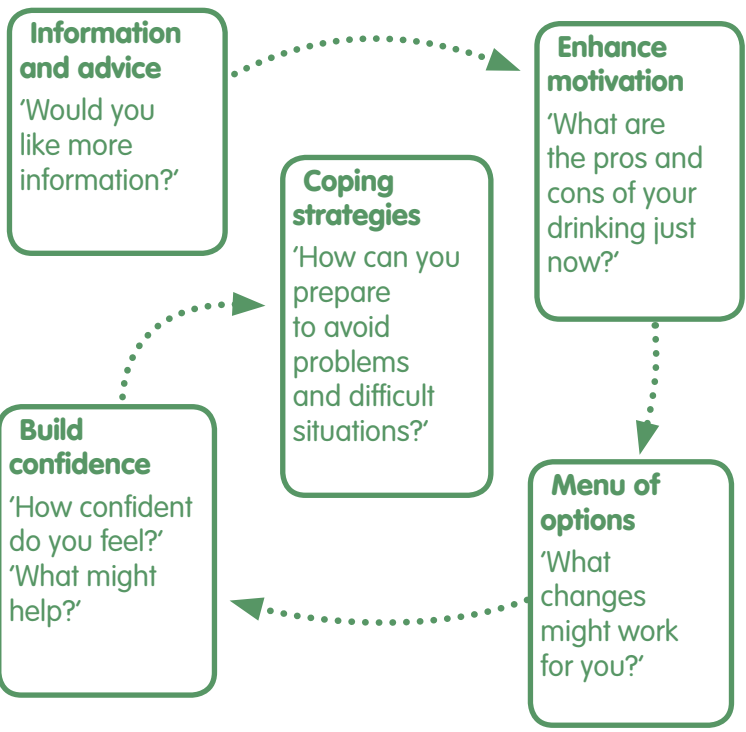 Information
and advice
'Would you
like more
information?'
Enhance
motivation
'What are
the pros and
cons of your
drinking just
now?'
Menu of
options
'What
changes
might work
for you?'
Build
confidence
'How confident
do you feel?'
'What might
help?'
Coping
strategies
'How can you
prepare
to avoid
problems
and difficult
situations?'